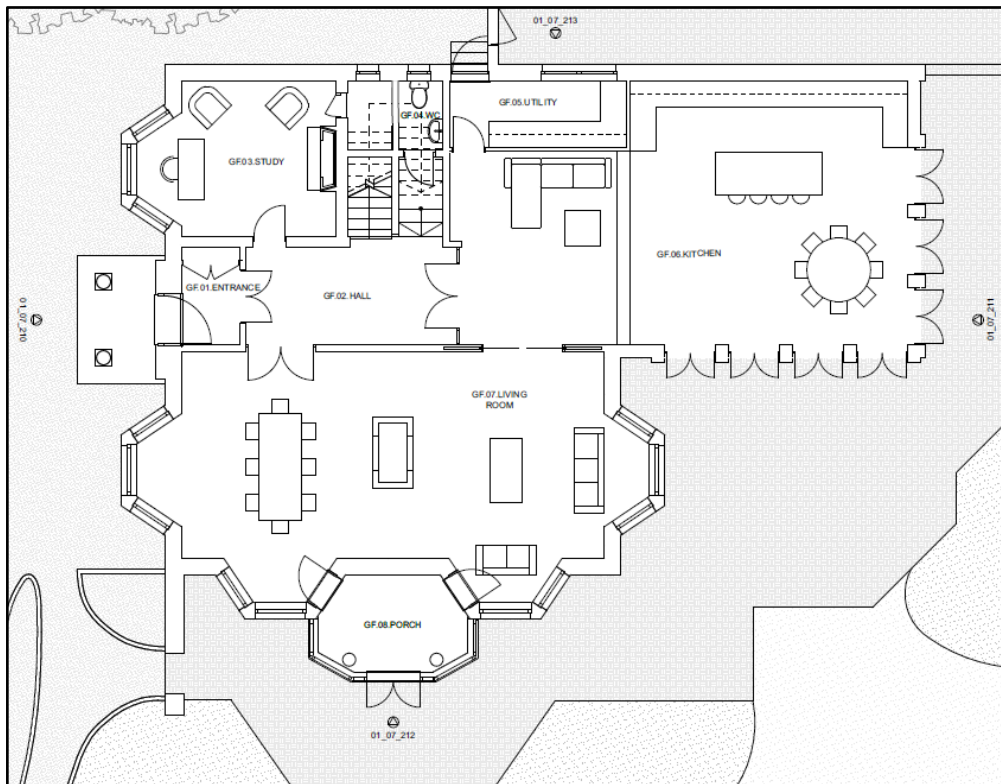 01_07_213
GF.05.UTILITY
GF.04.WC
GF.03.STUDY
GF.06.KITCHEN
GF.01.ENTRANCE
GF.02.HALL
01_07_210
01_07_211
GF.07.LIVING
ROOM
GF.08.PORCH
01_07_212